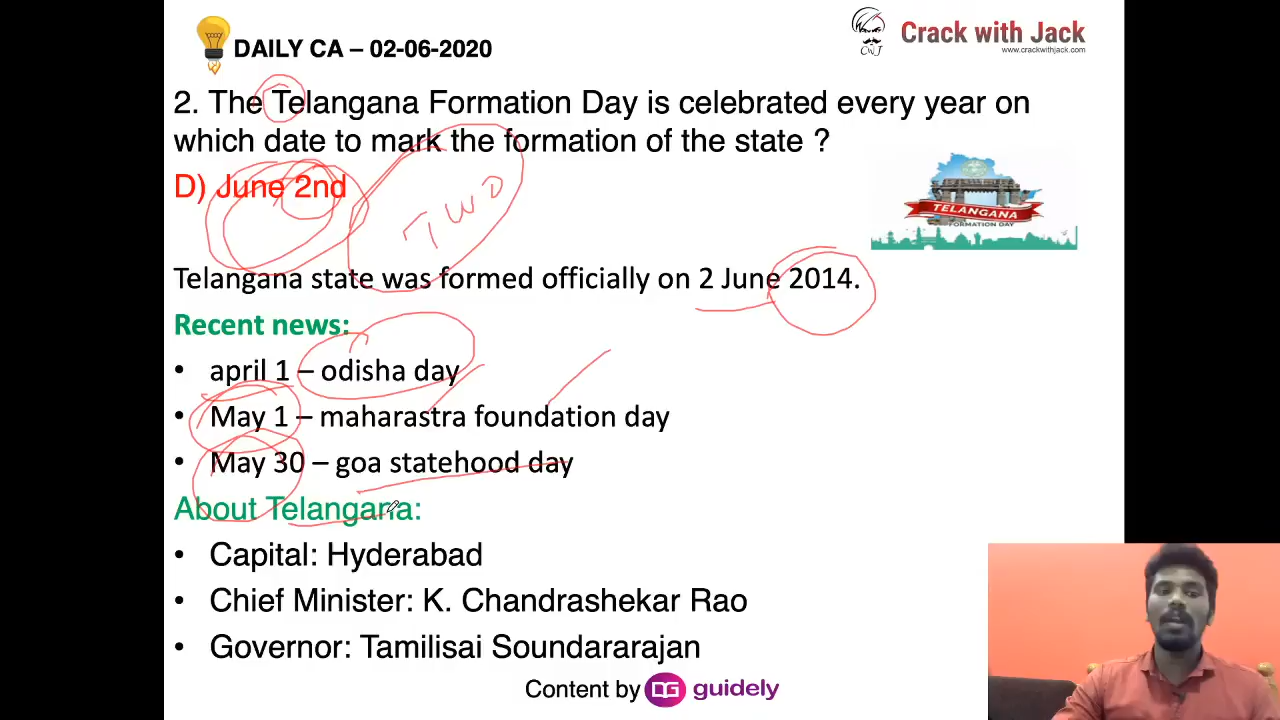 DAILY CA – 02-06-2020
Crack with Jack
www.crackwithjack.com
CWJ
2. The Telangana Formation Day is celebrated every year on
which date to mark the formation of the state ?
D) June 2nd
TWO
TELANGANA
FORMATION DAY
Telangana state was formed officially on 2 June 2014.
Recent news:
• april 1 – odisha day
• May 1 – maharastra foundation day
• May 30 – goa statehood day
About Telangana:
• Capital: Hyderabad
• Chief Minister: K. Chandrashekar Rao
• Governor: Tamilisai Soundararajan
Content by guidely